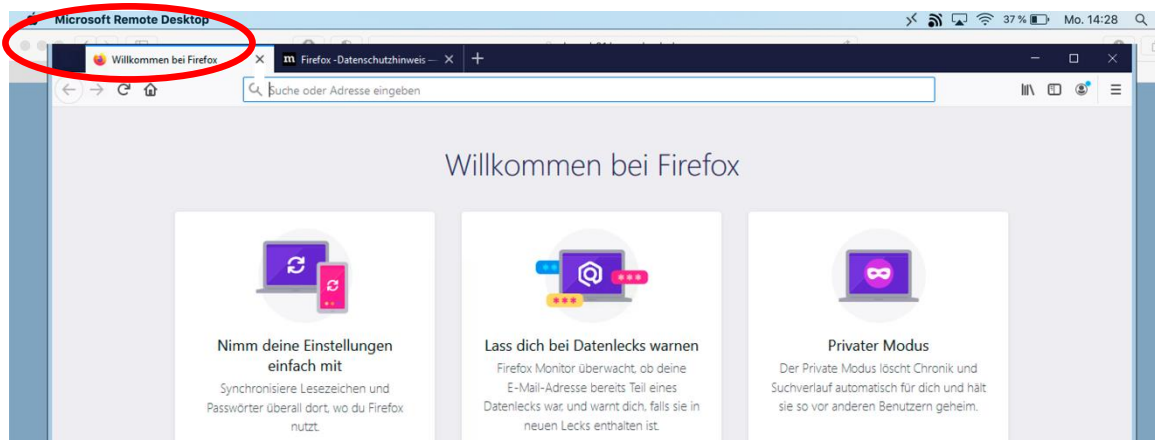 Microsoft Remote Desktop
37 %
Mo. 14:28
Willkommen bei Firefox
Firefox -Datenschutzhinweis —
Suche oder Adresse eingeben
Willkommen bei Firefox
Nimm deine Einstellungen
einfach mit
Synchronisiere Lesezeichen und
Passwörter überall dort, wo du Firefox
nutzt.
Lass dich bei Datenlecks warnen
Firefox Monitor überwacht, ob deine
E-Mail-Adresse bereits Teil eines
Datenlecks war, und warnt dich, falls sie in
neuen Lecks enthalten ist.
Privater Modus
Der Private Modus löscht Chronik und
Suchverlauf automatisch für dich und hält
sie so vor anderen Benutzern geheim.